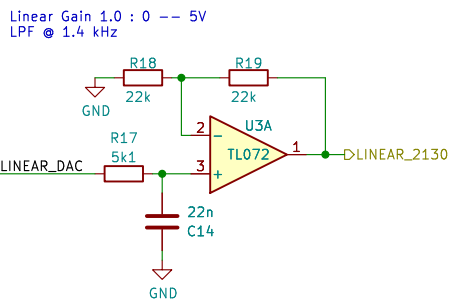 Linear Gain 1.0 : 0 -- 5V
LPF @ 1.4 kHz
R18
R19
22k
22k
GND
U3A
2
1
R17
5k1
TL072
LINEAR_2130
LINEAR_DAC
3
22n
C14
GND